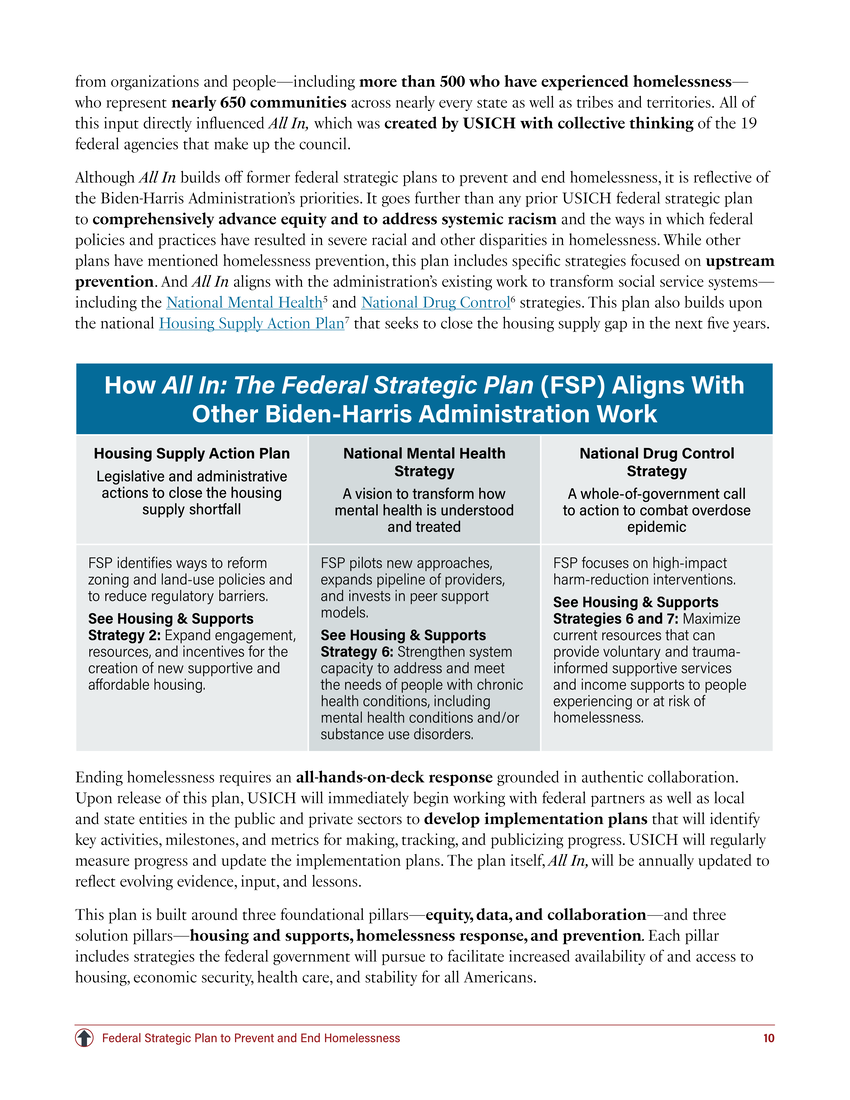 from organizations and people—including more than 500 who have experienced homelessness—
who represent nearly 650 communities across nearly every state as well as tribes and territories. All of
this input directly influenced All In, which was created by USICH with collective thinking of the 19
federal agencies that make up the council.
Although All In builds off former federal strategic plans to prevent and end homelessness, it is reflective of
the Biden-Harris Administration’s priorities. It goes further than any prior USICH federal strategic plan
to comprehensively advance equity and to address systemic racism and the ways in which federal
policies and practices have resulted in severe racial and other disparities in homelessness. While other
plans have mentioned homelessness prevention, this plan includes specific strategies focused on upstream
prevention. And All In aligns with the administration’s existing work to transform social service systems—
including the National Mental Health5 and National Drug Control6 strategies. This plan also builds upon
the national Housing Supply Action Plan7 that seeks to close the housing supply gap in the next five years.
How All In: The Federal Strategic Plan (FSP) Aligns With
Other Biden-Harris Administration Work
Housing Supply Action Plan
Legislative and administrative
actions to close the housing
supply shortfall
National Mental Health
Strategy
A vision to transform how
mental health is understood
and treated
National Drug Control
Strategy
A whole-of-government call
to action to combat overdose
epidemic
FSP identifies ways to reform
zoning and land-use policies and
to reduce regulatory barriers.
See Housing & Supports
Strategy 2: Expand engagement,
resources, and incentives for the
creation of new supportive and
affordable housing.
FSP pilots new approaches,
expands pipeline of providers,
and invests in peer support
models.
See Housing & Supports
Strategy 6: Strengthen system
capacity to address and meet
the needs of people with chronic
health conditions, including
mental health conditions and/or
substance use disorders.
FSP focuses on high-impact
harm-reduction interventions.
See Housing & Supports
Strategies 6 and 7: Maximize
current resources that can
provide voluntary and trauma-
informed supportive services
and income supports to people
experiencing or at risk of
homelessness.
Ending homelessness requires an all-hands-on-deck response grounded in authentic collaboration.
Upon release of this plan, USICH will immediately begin working with federal partners as well as local
and state entities in the public and private sectors to develop implementation plans that will identify
key activities, milestones, and metrics for making, tracking, and publicizing progress. USICH will regularly
measure progress and update the implementation plans. The plan itself, All In, will be annually updated to
reflect evolving evidence, input, and lessons.
This plan is built around three foundational pillars—equity, data, and collaboration—and three
solution pillars—housing and supports, homelessness response, and prevention. Each pillar
includes strategies the federal government will pursue to facilitate increased availability of and access to
housing, economic security, health care, and stability for all Americans.
Federal Strategic Plan to Prevent and End Homelessness
10